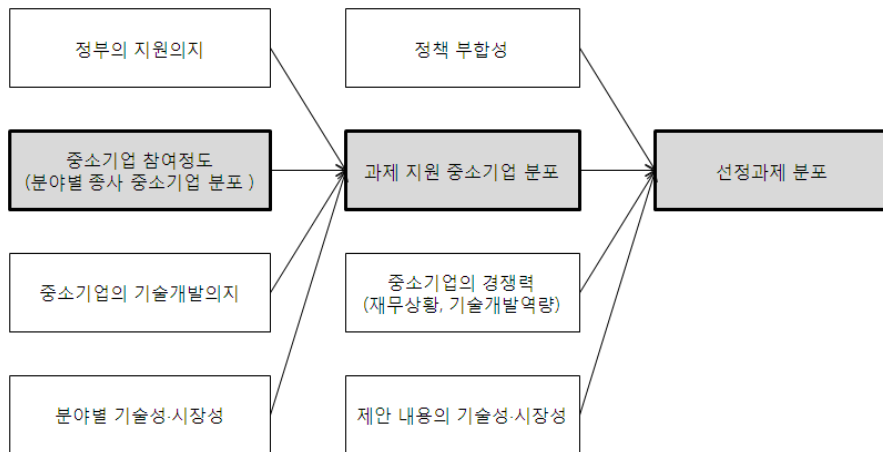 정부의 지원의지
정책 부합성
중소기업 참여정도
(분야별 종사 중소기업 분포 )
과제 지원 중소기업 분포
선정과제 분포
중소기업의 기술개발의지
중소기업의 경쟁력
(재무상황, 기술개발역량)
분야별 기술성·시장성
제안 내용의 기술성·시장성